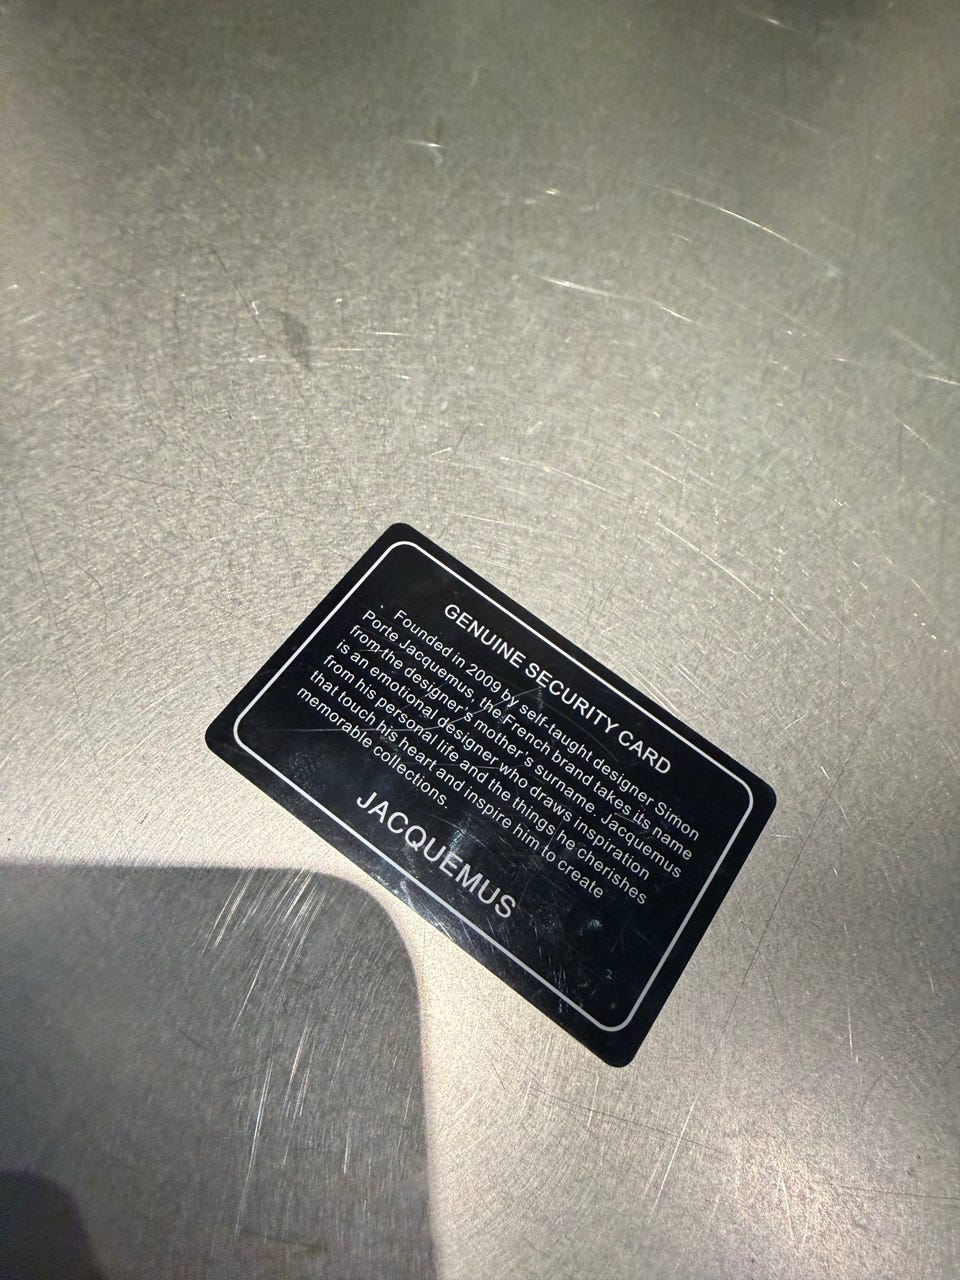 GENUINE SECURITY CARD
Founded in 2009 by self-taught designer Simon
Porte Jacquemus, the French brand takes its name
from the designer's mother's surname. Jacquemus
is an emotional designer who draws inspiration
from his personal life and the things he cherishes
that touch his heart and inspire him to create
memorable collections.
JACQUEMUS